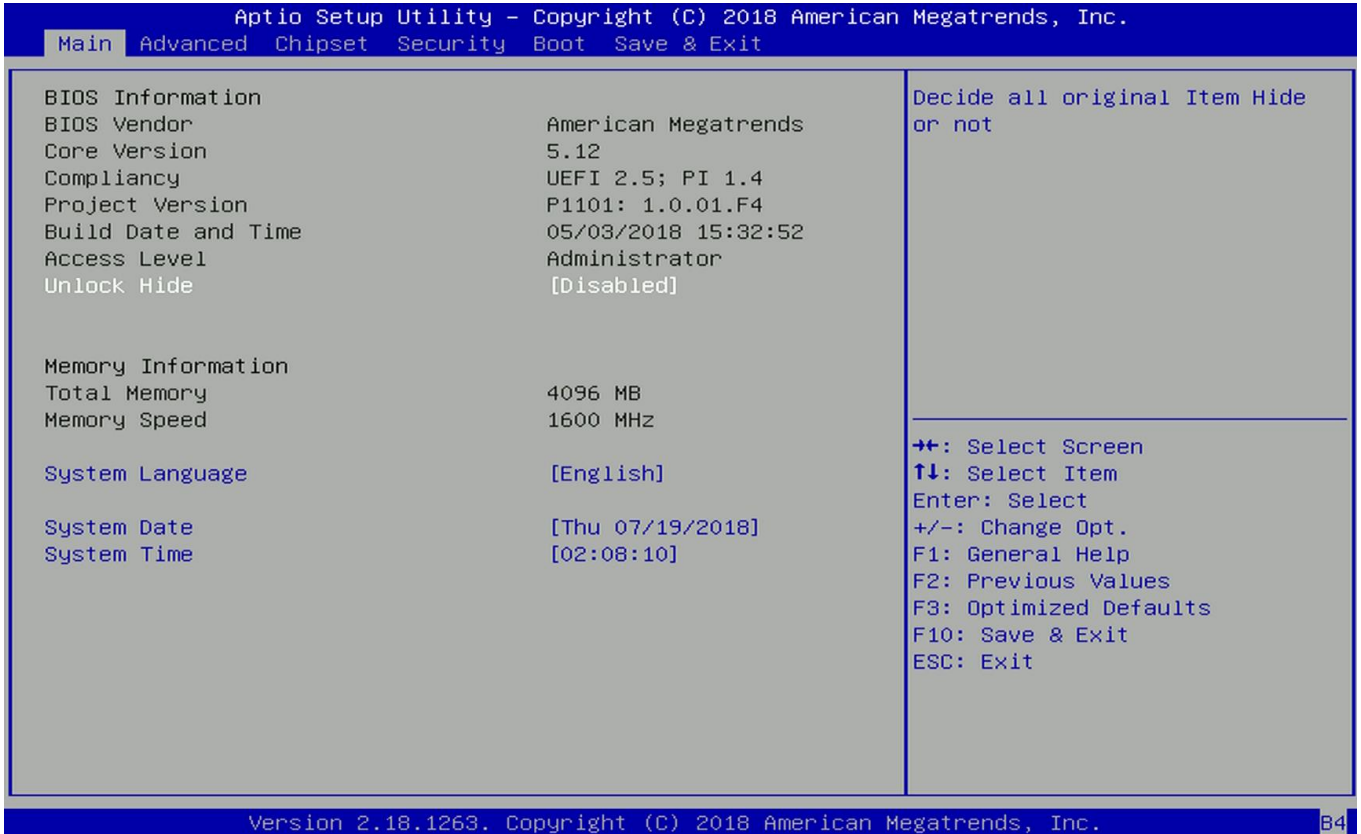 Aptio Setup Utility – Copyright (C) 2018 American Megatrends, Inc.
Main Advanced Chipset Security Boot Save & Exit
BIOS Information
BIOS Vendor American Megatrends
Core Version 5.12
Compliancy UEFI 2.5; PI 1.4
Project Version P1101: 1.0.01.F4
Build Date and Time 05/03/2018 15:32:52
Access Level Administrator
Unlock Hide [Disabled]
Memory Information
Total Memory 4096 MB
Memory Speed 1600 MHz
System Language [English]
System Date [Thu 07/19/2018]
System Time [02:08:10]
Decide all original Item Hide
or not
→←: Select Screen
↑↓: Select Item
Enter: Select
+/-: Change Opt.
F1: General Help
F2: Previous Values
F3: Optimized Defaults
F10: Save & Exit
ESC: Exit
Version 2.18.1263. Copyright (C) 2018 American Megatrends, Inc.
B4